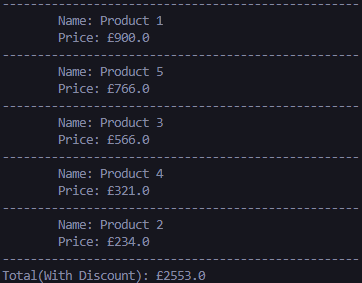 ---------------------------------------------------
Name: Product 1
Price: £900.0
---------------------------------------------------
Name: Product 5
Price: £766.0
---------------------------------------------------
Name: Product 3
Price: £566.0
---------------------------------------------------
Name: Product 4
Price: £321.0
---------------------------------------------------
Name: Product 2
Price: £234.0
---------------------------------------------------
Total(With Discount): £2553.0